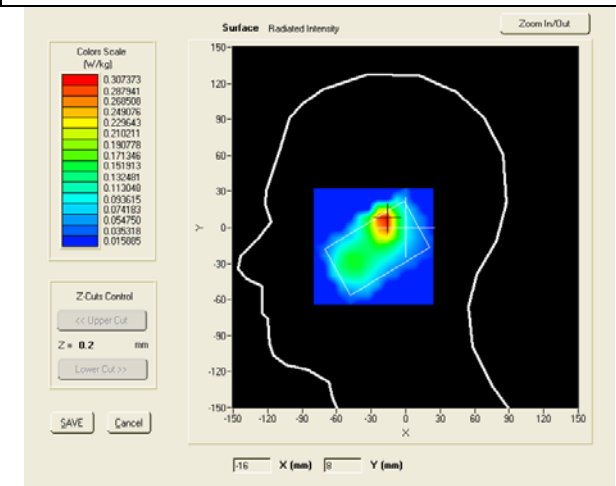 Surface Radiated Intensity
Zoom In/Out
Colors Scale
(W/kg)
0.307373
0.287941
0.268508
0.249076
0.229643
0.210211
0.190778
0.171346
0.151913
0.132481
0.113048
0.093615
0.074183
0.054750
0.035318
0.015885
Z-Cuts Control
<< Upper Cut
Z = 0.2 mm
Lower Cut >>
SAVE Cancel
150
120
90
60
30
0
-30
-60
-90
-120
-150
Y
-150 -120 -90 -60 -30 0 30 60 90 120 150
X
-16 X (mm) 8 Y (mm)